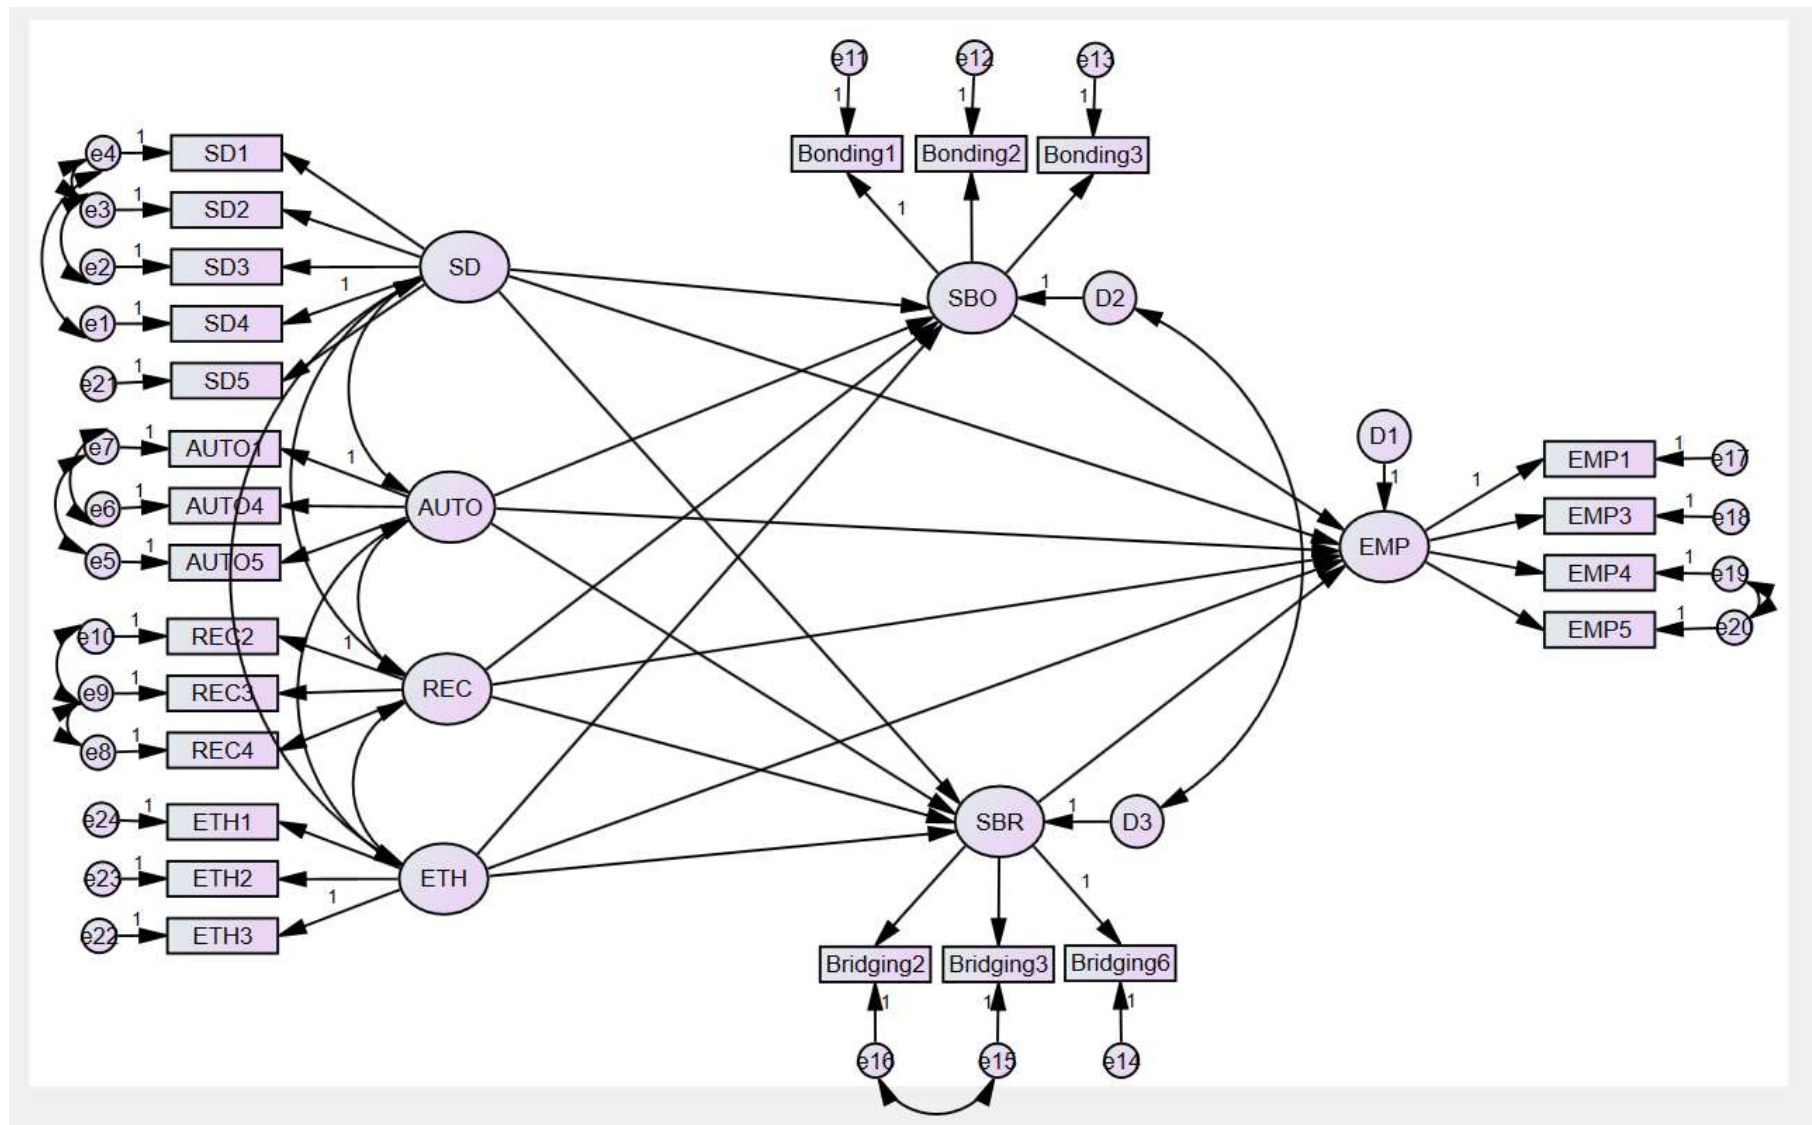 e11 e12 e13
1 1 1
Bonding1 Bonding2 Bonding3
1
e4 1 SD1
e3 1 SD2
e2 1 SD3
1
e1 1 SD4
e21 1 SD5
SD
SBO 1 D2
e7 1 AUTO1
1
e6 1 AUTO4
e5 1 AUTO5
AUTO
D1
1
EMP
1
EMP1 1 e17
EMP3 1 e18
EMP4 1 e19
EMP5 1 e20
e10 1 REC2
1
e9 1 REC3
e8 1 REC4
REC
e24 1 ETH1
e23 1 ETH2
1
e22 1 ETH3
ETH
SBR 1 D3
1
Bridging2 Bridging3 Bridging6
1 1 1
e16 e15 e14